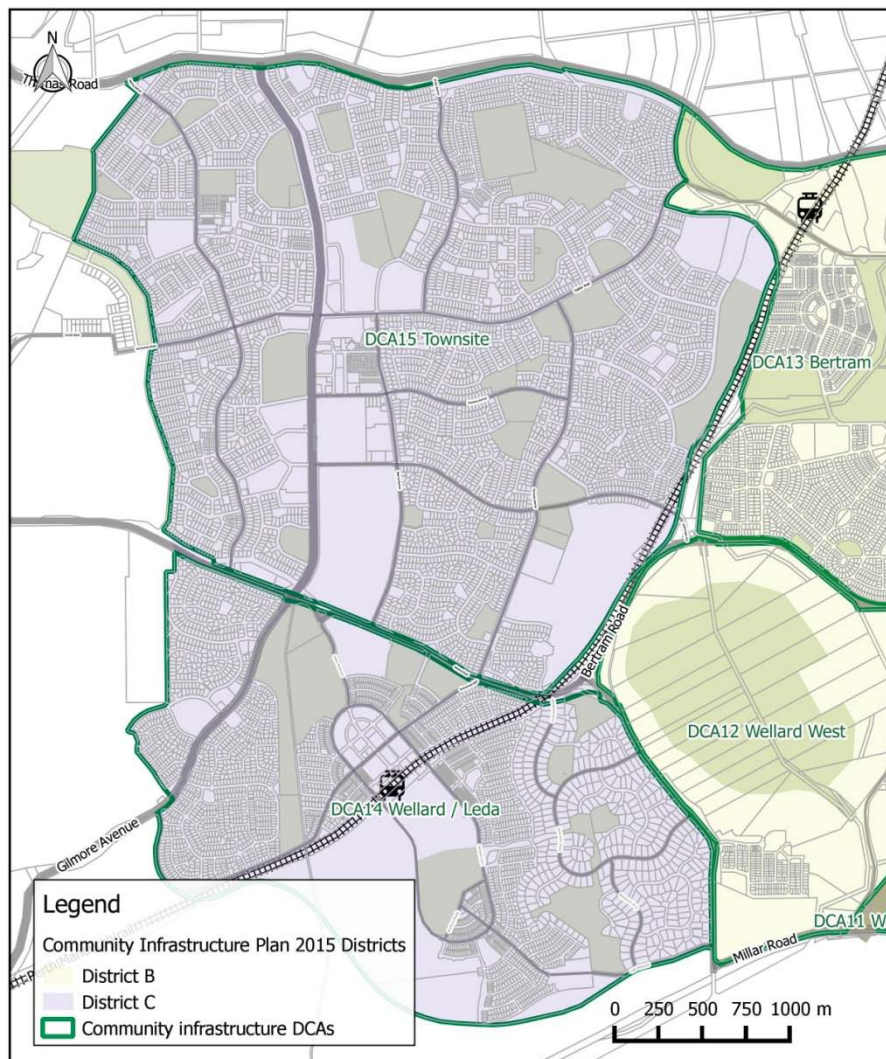 N
Thomas Road
DCA15 Townsite
DCA13 Bertram
Bertram Road
DCA12 Wellard West
DCA14 Wellard / Leda
Gilmore Avenue
DCA11 W
Millar Road
Legend
Community Infrastructure Plan 2015 Districts
District B
District C
Community infrastructure DCAs
0 250 500 750 1000 m